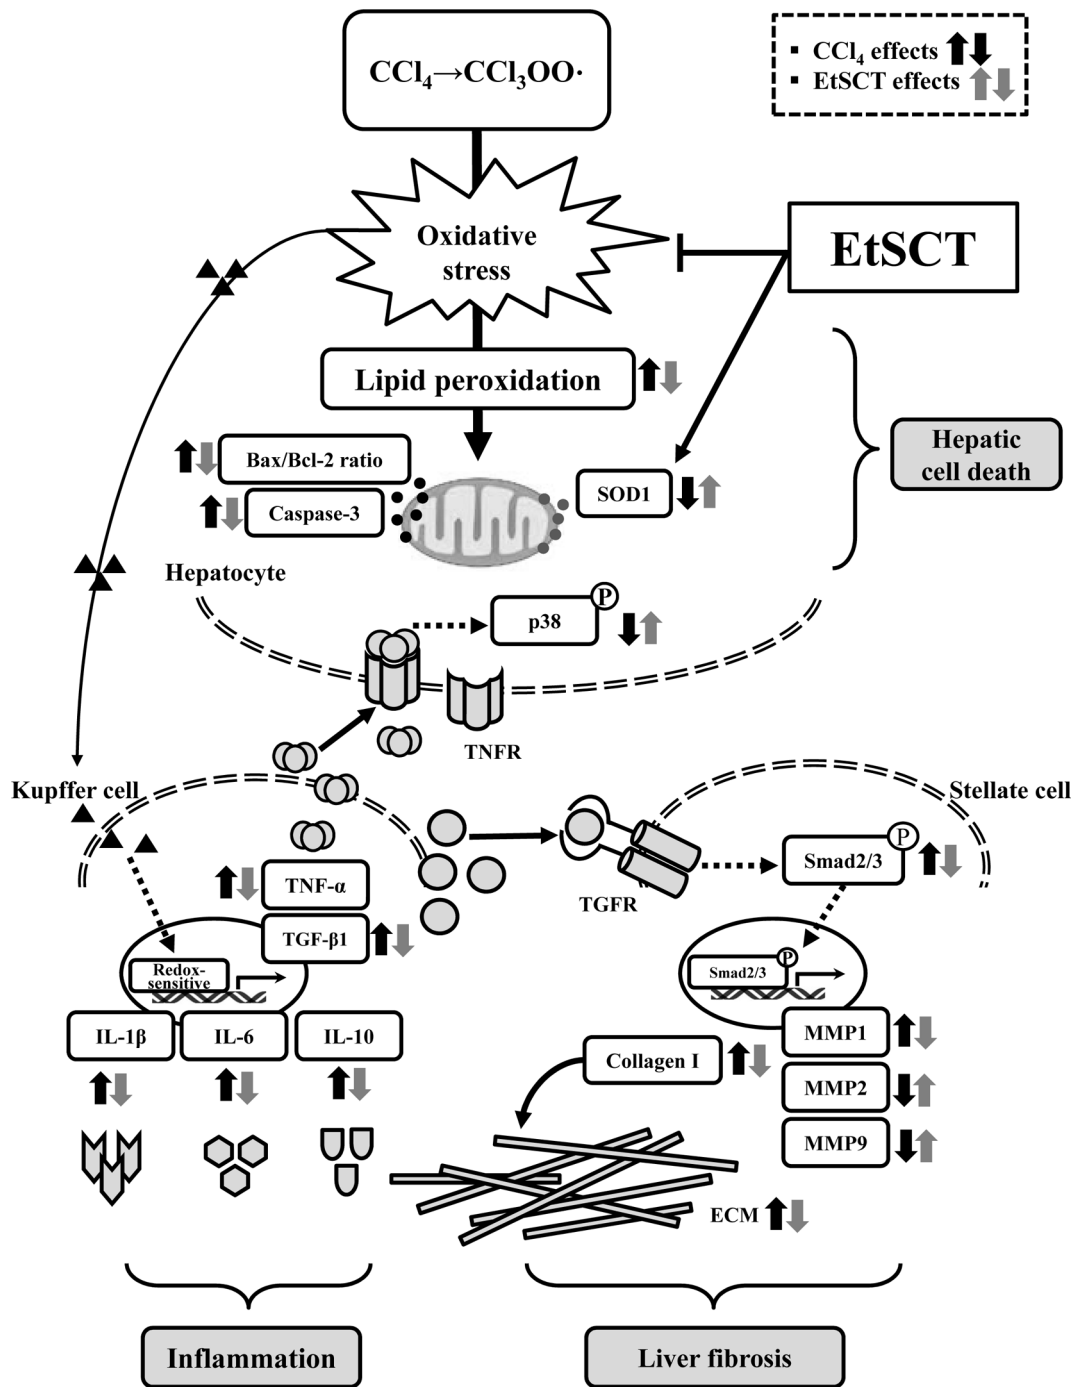 CCl₄→CCl₃OO·
▪ CCl₄ effects
▪ EtSCT effects
Oxidative
stress
EtSCT
Lipid peroxidation
Bax/Bcl-2 ratio
Caspase-3
SOD1
Hepatic
cell death
Hepatocyte
P
p38
TNFR
Kupffer cell
Stellate cell
TNF-α
TGF-β1
TGFR
P
Smad2/3
Redox-
sensitive
P
Smad2/3
IL-1β
IL-6
IL-10
Collagen I
MMP1
MMP2
MMP9
ECM
Inflammation
Liver fibrosis